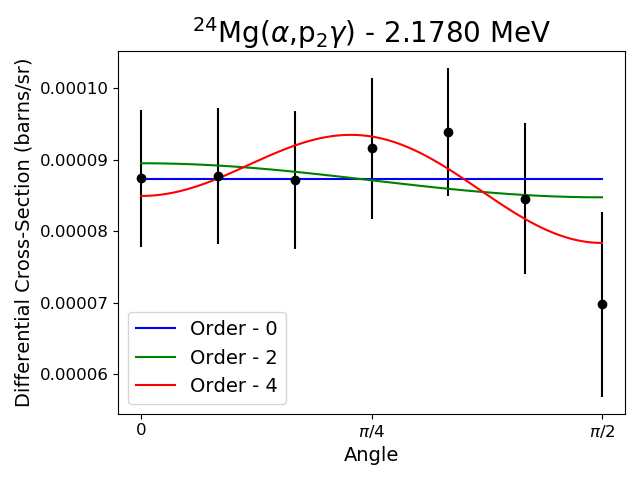 ²⁴Mg(α,p₂γ) - 2.1780 MeV
Differential Cross-Section (barns/sr)
0.00010
0.00009
0.00008
0.00007
0.00006
Order - 0
Order - 2
Order - 4
0
π/4
π/2
Angle